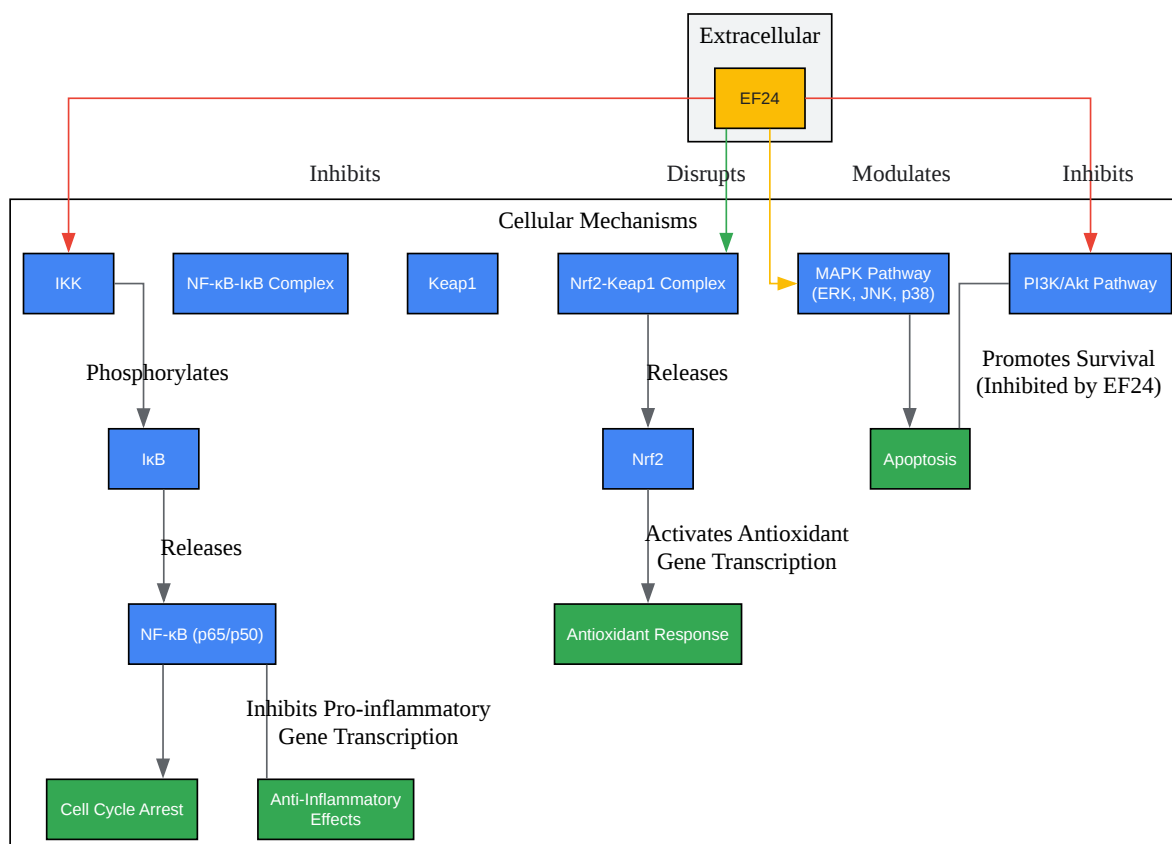 Extracellular
EF24
Inhibits
Disrupts
Modulates
Inhibits
Cellular Mechanisms
IKK
NF-κB-IκB Complex
Keap1
Nrf2-Keap1 Complex
MAPK Pathway
(ERK, JNK, p38)
PI3K/Akt Pathway
Phosphorylates
Releases
Promotes Survival
(Inhibited by EF24)
IκB
Nrf2
Apoptosis
Releases
Activates Antioxidant
Gene Transcription
NF-κB (p65/p50)
Antioxidant Response
Inhibits Pro-inflammatory
Gene Transcription
Cell Cycle Arrest
Anti-Inflammatory
Effects